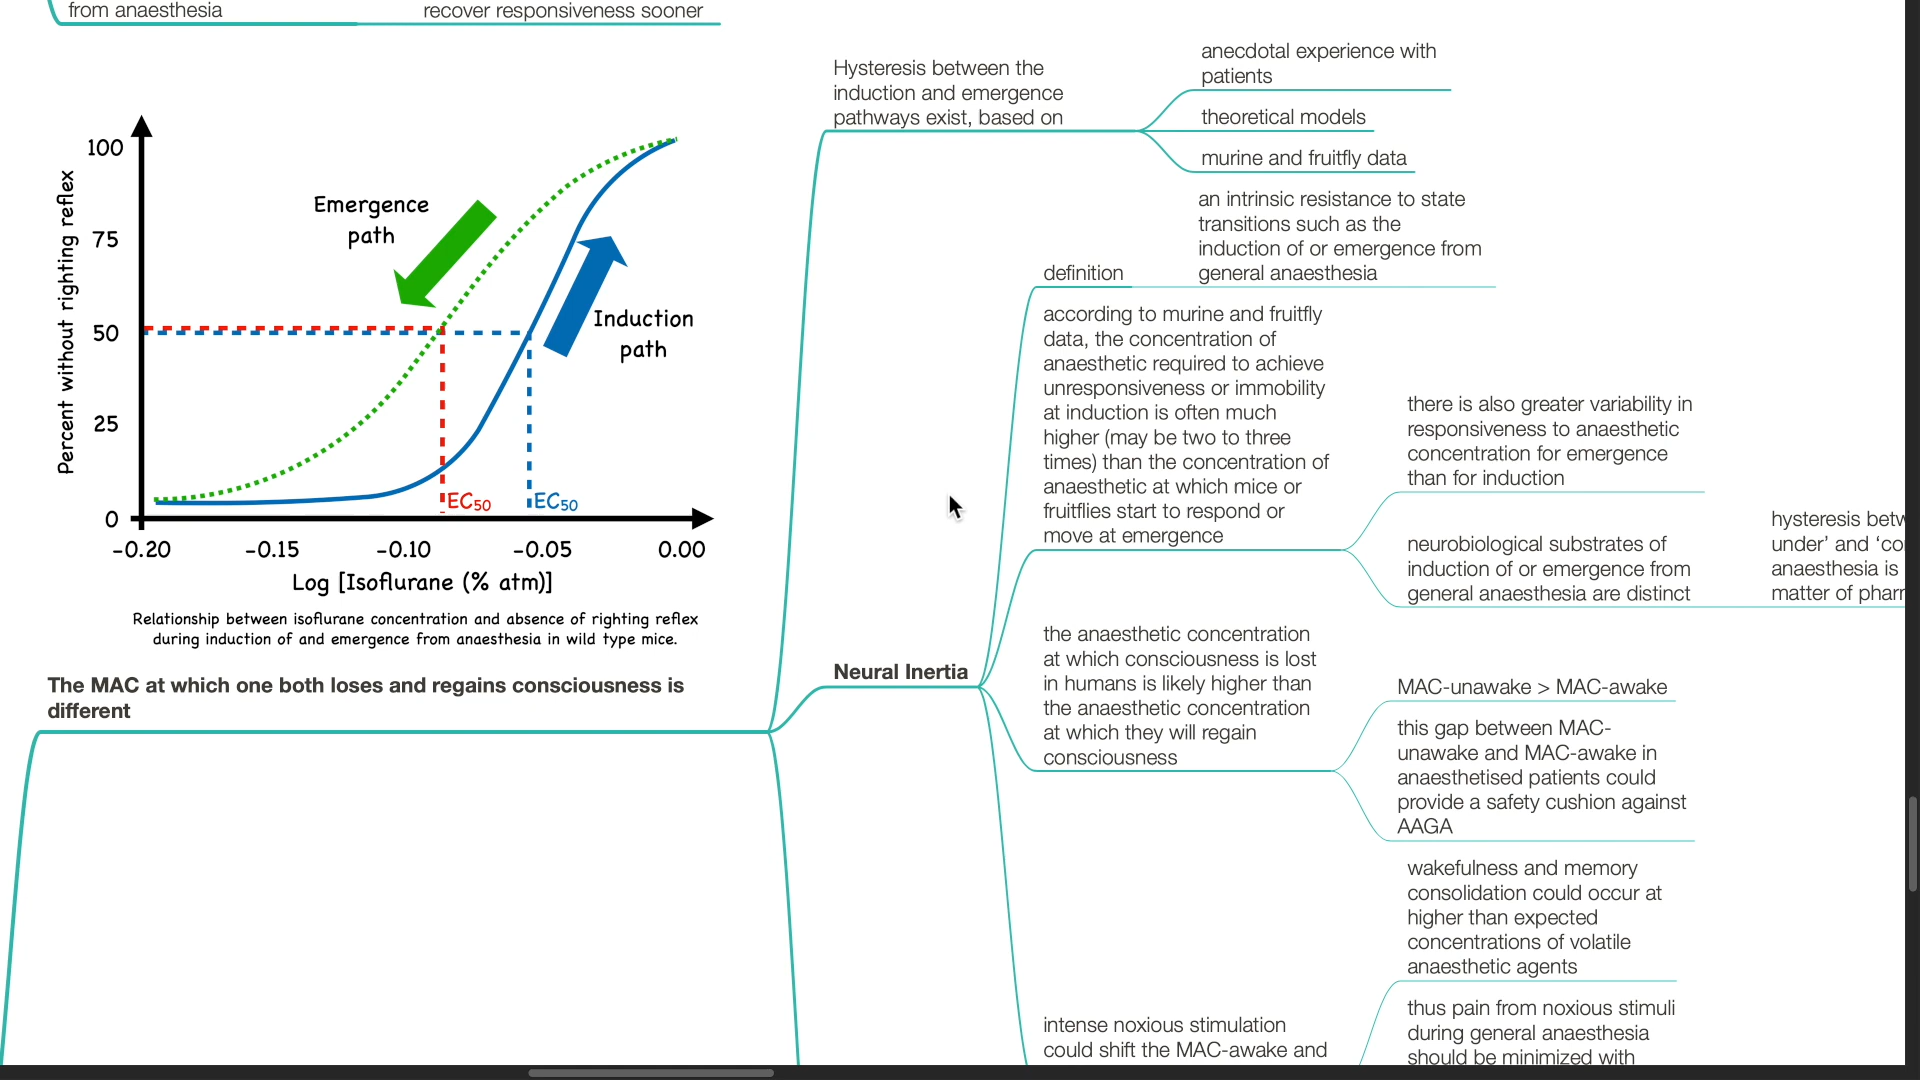 from anaesthesia
recover responsiveness sooner
100
75
50
25
0
Percent without righting reflex
Emergence
path
Induction
path
EC50
EC50
-0.20
-0.15
-0.10
-0.05
0.00
Log [Isoflurane (% atm)]
Relationship between isoflurane concentration and absence of righting reflex
during induction of and emergence from anaesthesia in wild type mice.
The MAC at which one both loses and regains consciousness is
different
Hysteresis between the
induction and emergence
pathways exist, based on
anecdotal experience with
patients
theoretical models
murine and fruitfly data
Neural Inertia
definition
an intrinsic resistance to state
transitions such as the
induction of or emergence from
general anaesthesia
according to murine and fruitfly
data, the concentration of
anaesthetic required to achieve
unresponsiveness or immobility
at induction is often much
higher (may be two to three
times) than the concentration of
anaesthetic at which mice or
fruitflies start to respond or
move at emergence
there is also greater variability in
responsiveness to anaesthetic
concentration for emergence
than for induction
neurobiological substrates of
induction of or emergence from
general anaesthesia are distinct
hysteresis
under' and
anaesthesia is
matter of
the anaesthetic concentration
at which consciousness is lost
in humans is likely higher than
the anaesthetic concentration
at which they will regain
consciousness
MAC-unawake > MAC-awake
this gap between MAC-
unawake and MAC-awake in
anaesthetised patients could
provide a safety cushion against
AAGA
intense noxious stimulation
could shift the MAC-awake and
wakefulness and memory
consolidation could occur at
higher than expected
concentrations of volatile
anaesthetic agents
thus pain from noxious stimuli
during general anaesthesia
should be minimized with